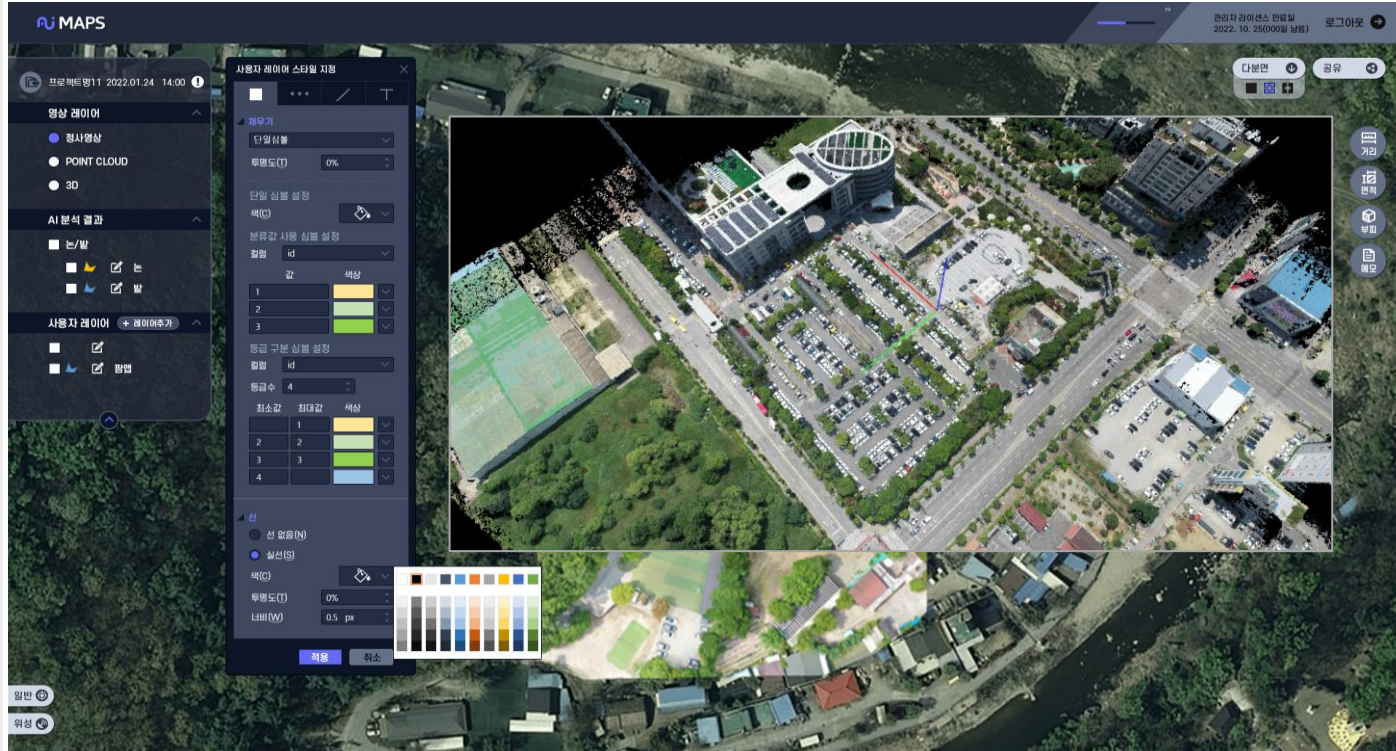 Ai MAPS
관리자 라이센스 만료일
2022. 10. 25(000일 남음)
로그아웃
프로젝트명11 2022.01.24 14:00
영상 레이어
정사영상
POINT CLOUD
3D
AI 분석 결과
논/밭
논
밭
사용자 레이어 + 레이어추가
팜맵
사용자 레이어 스타일 지정
채우기
단일심볼
투명도(T) 0%
단일 심볼 설정
색(C)
분류값 사용 심볼 설정
컬럼 id
값 색상
1
2
3
등급 구분 심볼 설정
컬럼 id
등급수 4
최소값 최대값 색상
1
2 2
3 3
4
선
선 없음(N)
실선(S)
색(C)
투명도(T) 0%
너비(W) 0.5 px
적용 취소
다분면
공유
거리
면적
부피
메모
일반
위성